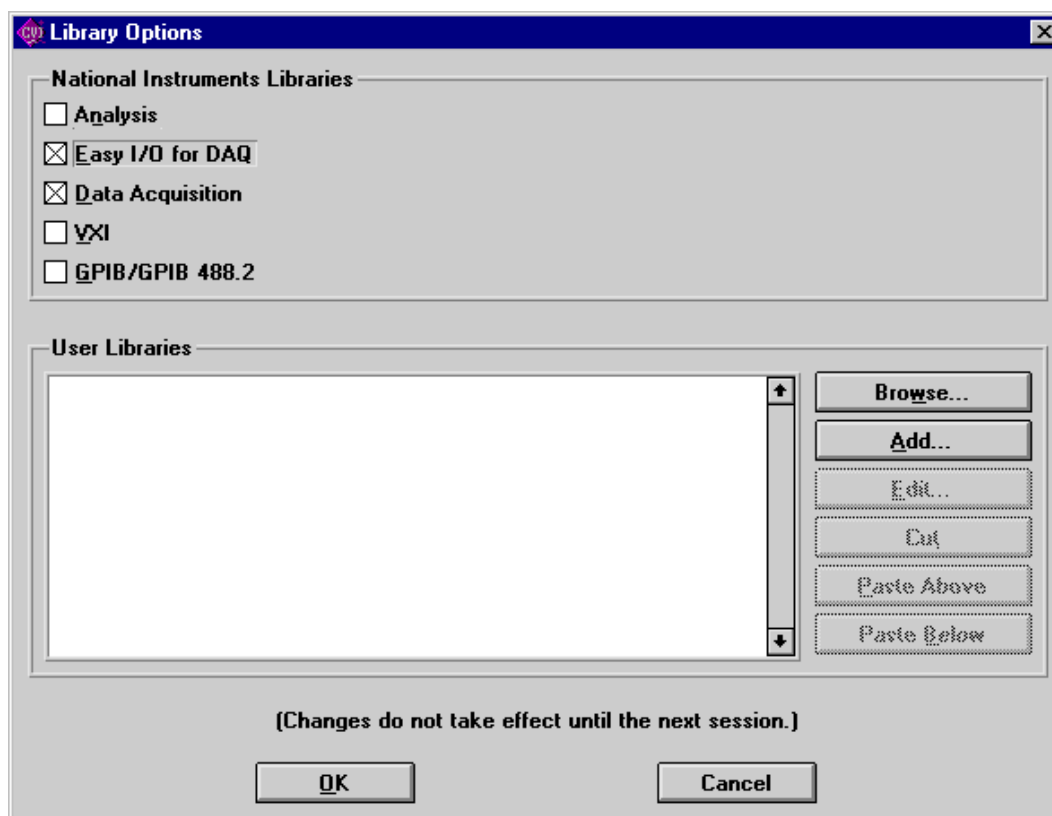 CVI Library Options
National Instruments Libraries
Analysis
Easy I/O for DAQ
Data Acquisition
VXI
GPIB/GPIB 488.2
User Libraries
Browse...
Add...
Edit...
Cut
Paste Above
Paste Below
(Changes do not take effect until the next session.)
OK Cancel